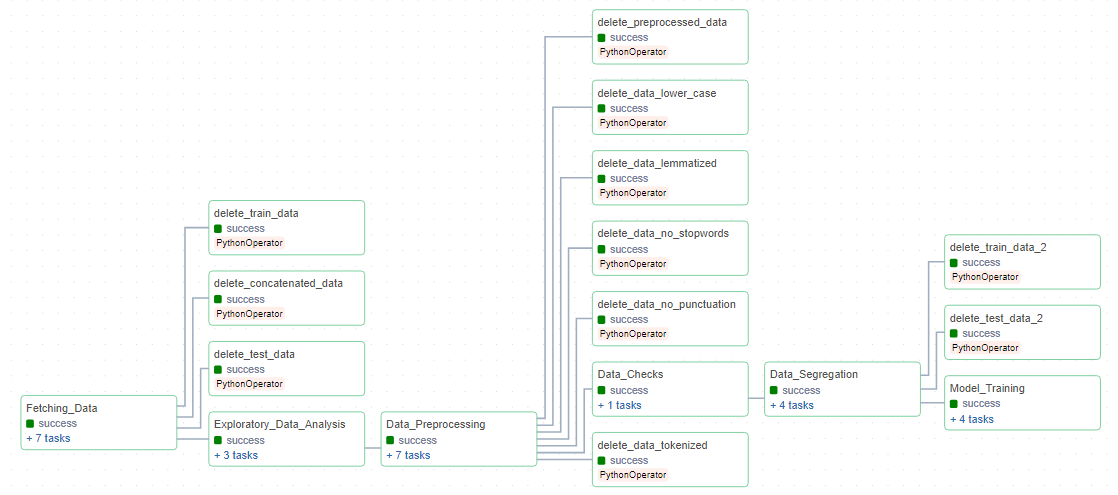 Fetching_Data
success
+ 7 tasks
delete_train_data
success
PythonOperator
delete_concatenated_data
success
PythonOperator
delete_test_data
success
PythonOperator
Exploratory_Data_Analysis
success
+ 3 tasks
Data_Preprocessing
success
+ 7 tasks
delete_preprocessed_data
success
PythonOperator
delete_data_lower_case
success
PythonOperator
delete_data_lemmatized
success
PythonOperator
delete_data_no_stopwords
success
PythonOperator
delete_data_no_punctuation
success
PythonOperator
Data_Checks
success
+ 1 tasks
delete_data_tokenized
success
PythonOperator
Data_Segregation
success
+ 4 tasks
delete_train_data_2
success
PythonOperator
delete_test_data_2
success
PythonOperator
Model_Training
success
+ 4 tasks